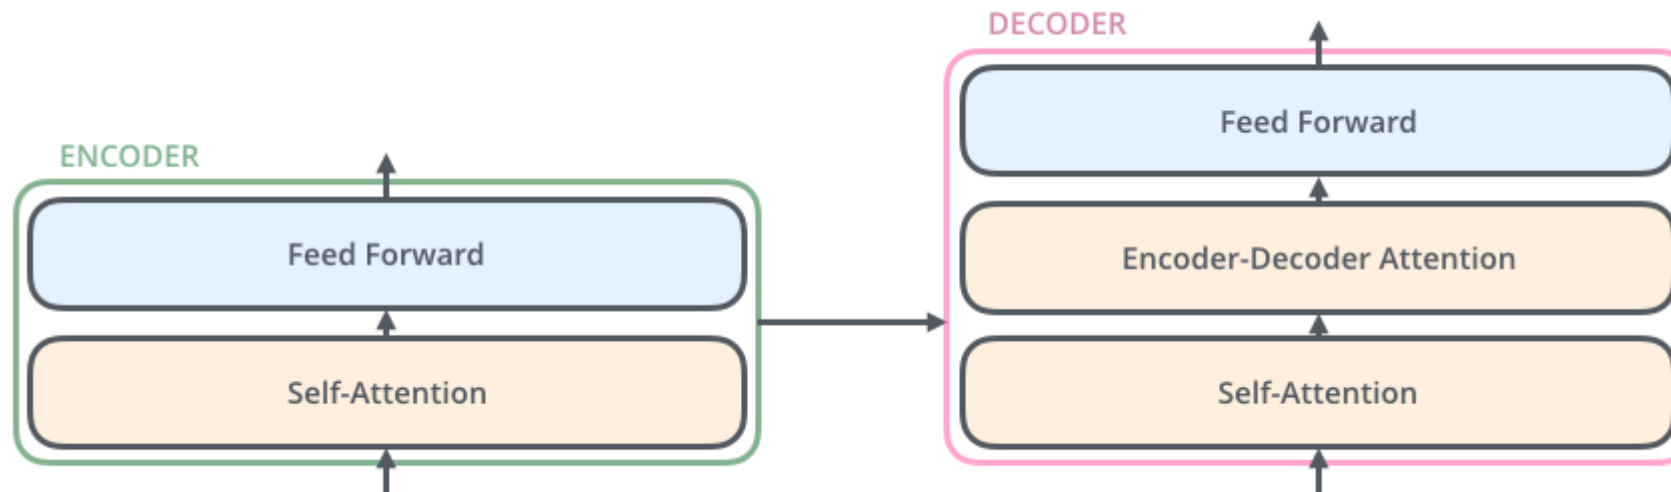 ENCODER
Feed Forward
Self-Attention
DECODER
Feed Forward
Encoder-Decoder Attention
Self-Attention